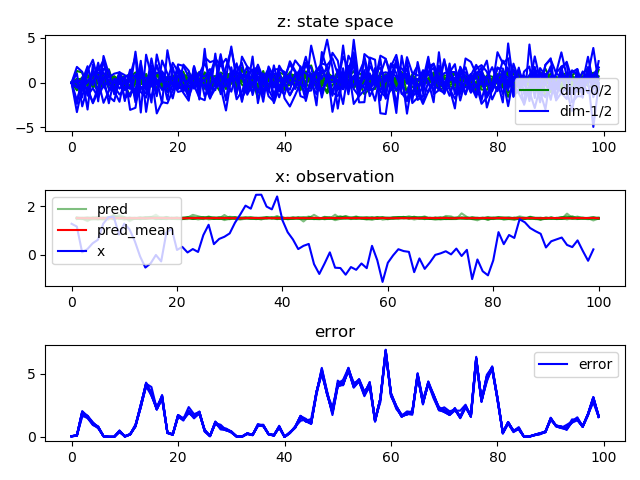 z: state space
5
0
−5
dim-0/2
dim-1/2
0 20 40 60 80 100
x: observation
2
0
pred
pred_mean
x
0 20 40 60 80 100
error
5
0
error
0 20 40 60 80 100